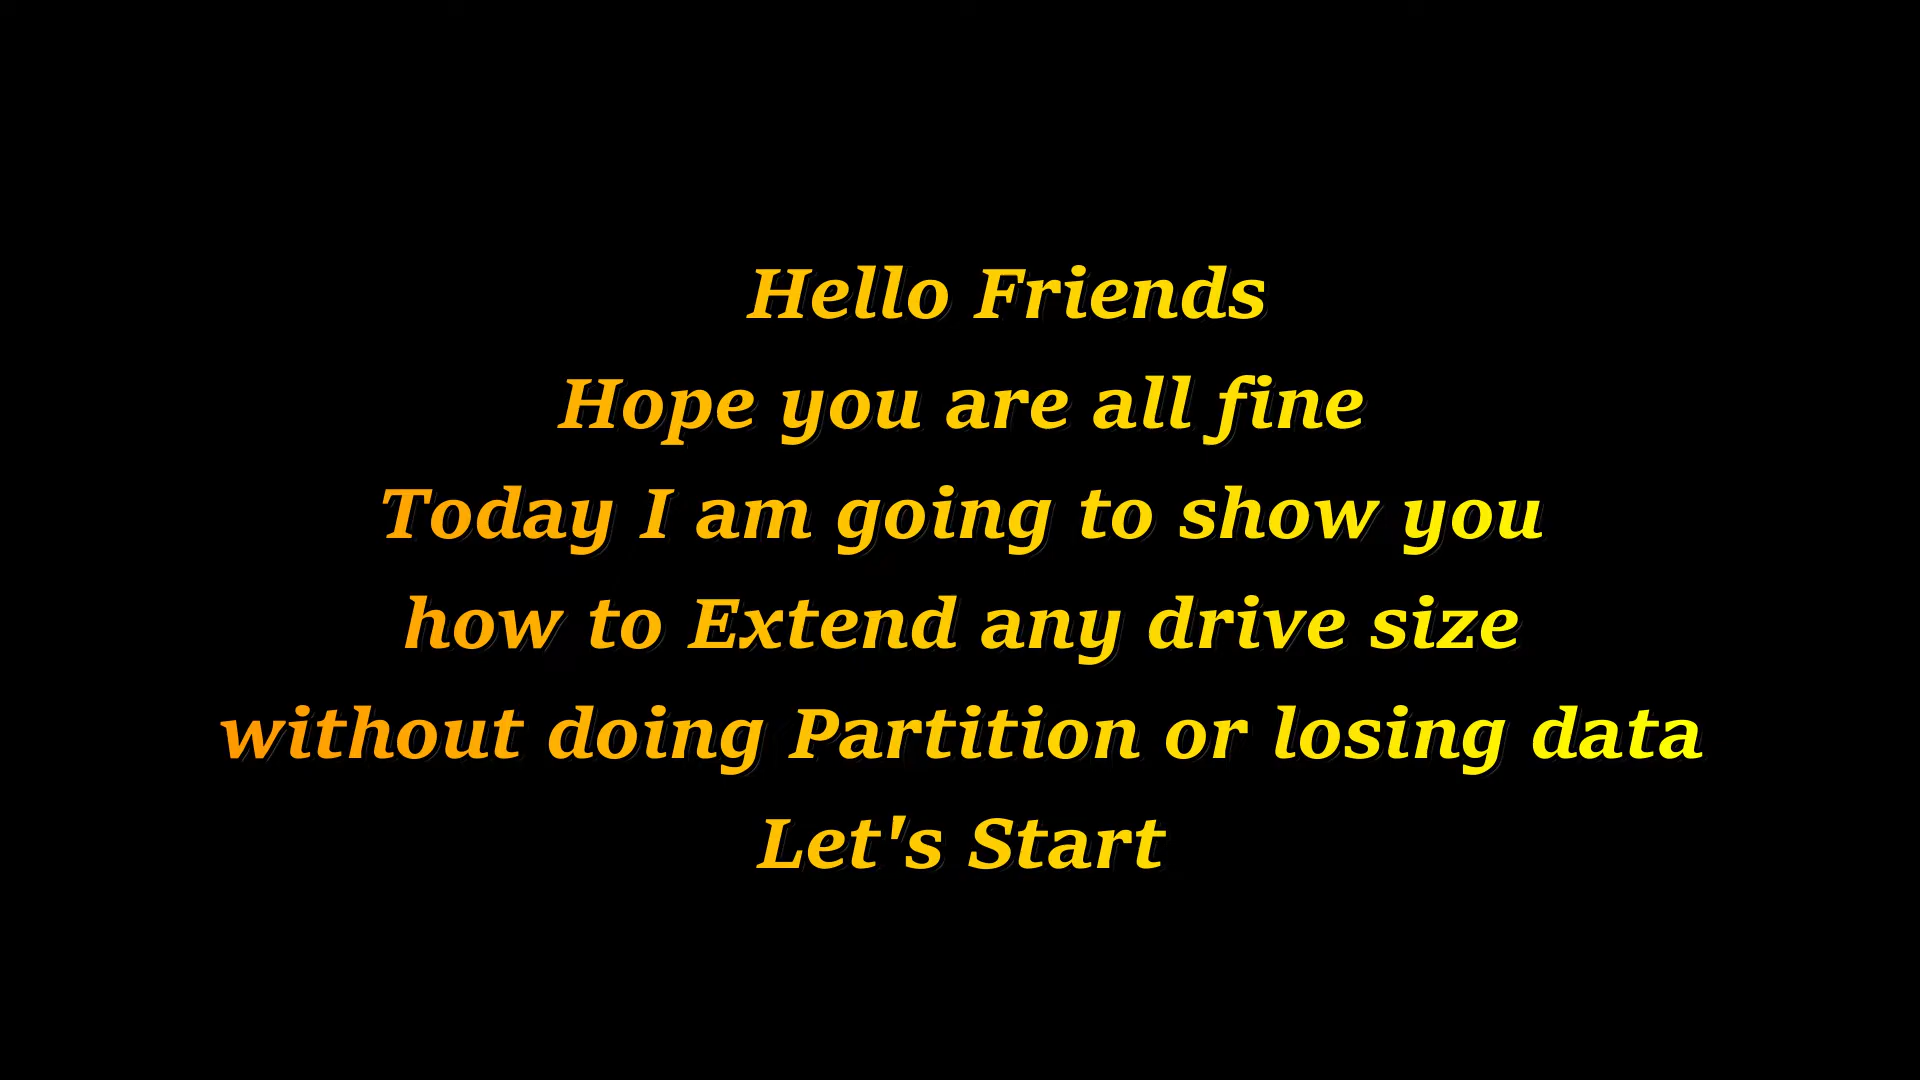 Hello Friends
Hope you are all fine
Today I am going to show you
how to Extend any drive size
without doing Partition or losing data
Let's Start